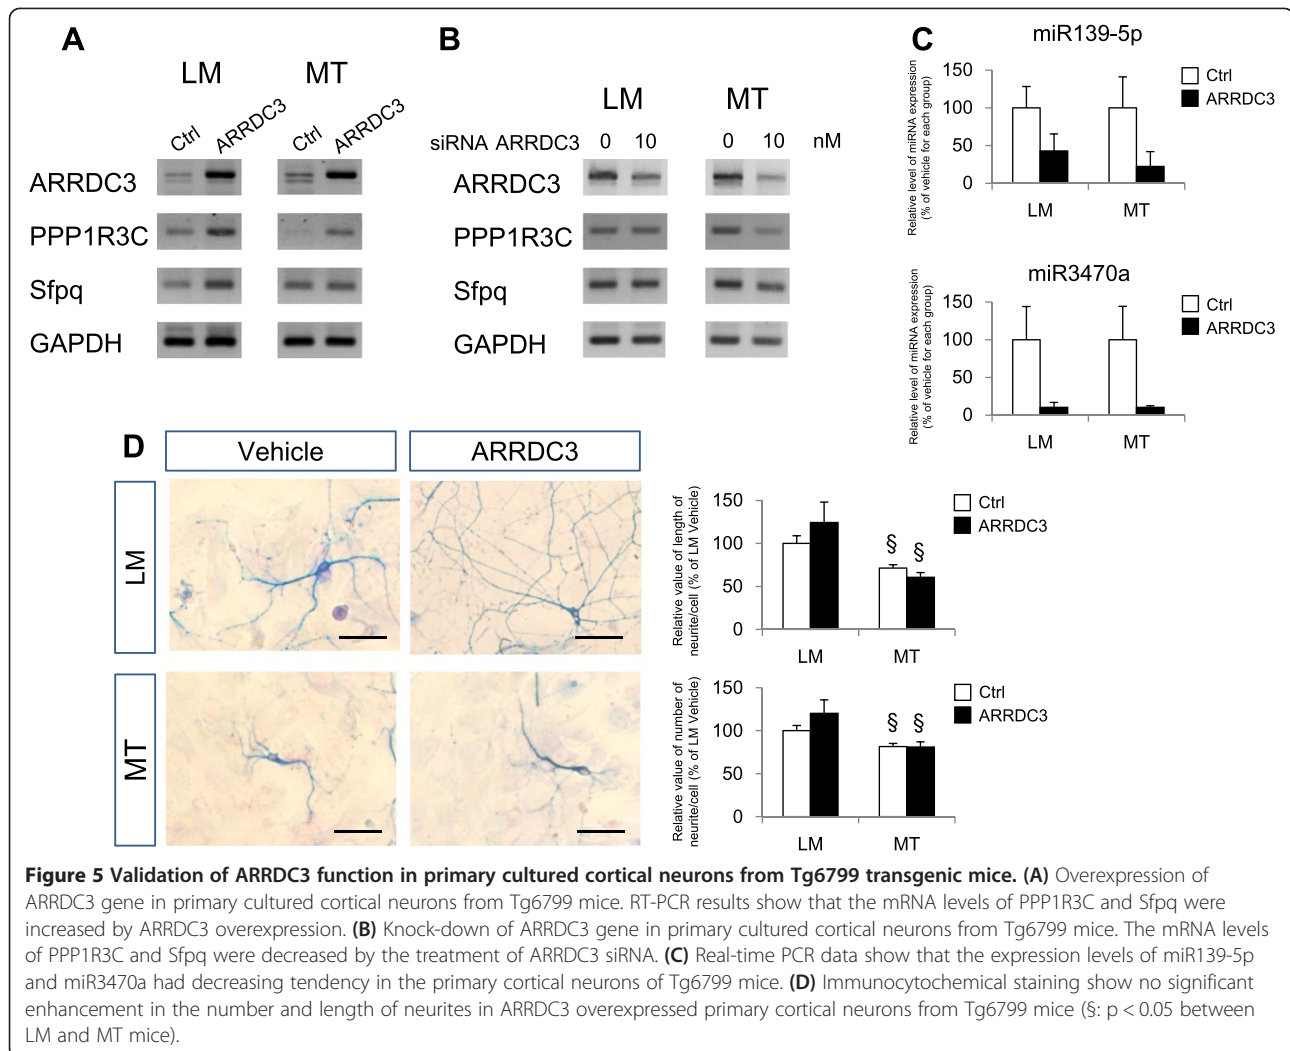 A
LM MT
Ctrl ARRDC3 Ctrl ARRDC3
ARRDC3
PPP1R3C
Sfpq
GAPDH
B
LM MT
siRNA ARRDC3 0 10 0 10 nM
ARRDC3
PPP1R3C
Sfpq
GAPDH
C
miR139-5p
Relative level of miRNA expression
(% of vehicle for each group)
150
100
50
0
LM MT
Ctrl
ARRDC3
miR3470a
Relative level of miRNA expression
(% of vehicle for each group)
150
100
50
0
LM MT
Ctrl
ARRDC3
D
Vehicle ARRDC3
LM
MT
Relative value of length of
neurite/cell (% of LM Vehicle)
150
100
50
0
§ §
LM MT
Ctrl
ARRDC3
Relative value of number of
neurite/cell (% of LM Vehicle)
150
100
50
0
§ §
LM MT
Ctrl
ARRDC3
Figure 5 Validation of ARRDC3 function in primary cultured cortical neurons from Tg6799 transgenic mice. (A) Overexpression of
ARRDC3 gene in primary cultured cortical neurons from Tg6799 mice. RT-PCR results show that the mRNA levels of PPP1R3C and Sfpq were
increased by ARRDC3 overexpression. (B) Knock-down of ARRDC3 gene in primary cultured cortical neurons from Tg6799 mice. The mRNA levels
of PPP1R3C and Sfpq were decreased by the treatment of ARRDC3 siRNA. (C) Real-time PCR data show that the expression levels of miR139-5p
and miR3470a had decreasing tendency in the primary cortical neurons of Tg6799 mice. (D) Immunocytochemical staining show no significant
enhancement in the number and length of neurites in ARRDC3 overexpressed primary cortical neurons from Tg6799 mice (§: p < 0.05 between
LM and MT mice).